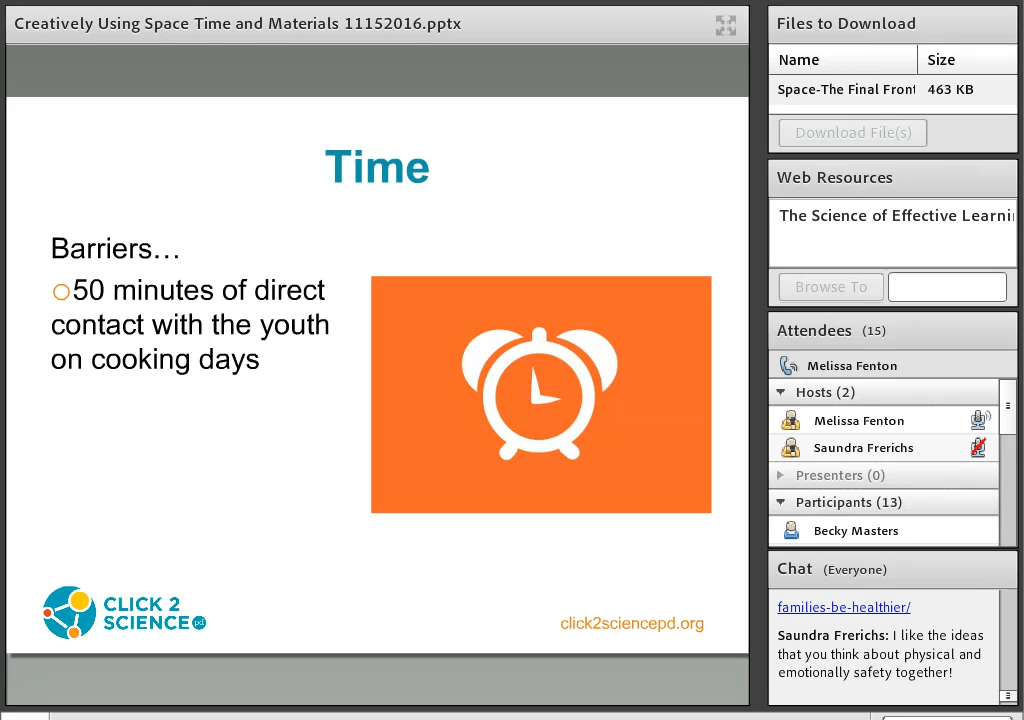 Creatively Using Space Time and Materials 11152016.pptx
Time
Barriers…
50 minutes of direct
contact with the youth
on cooking days
CLICK 2
SCIENCE pd
click2sciencepd.org
Files to Download
Name Size
Space-The Final Front 463 KB
Download File(s)
Web Resources
The Science of Effective Learni
Browse To
Attendees (15)
Melissa Fenton
Hosts (2)
Melissa Fenton
Saundra Frerichs
Presenters (0)
Participants (13)
Becky Masters
Chat (Everyone)
families-be-healthier/
Saundra Frerichs: I like the ideas
that you think about physical and
emotionally safety together!